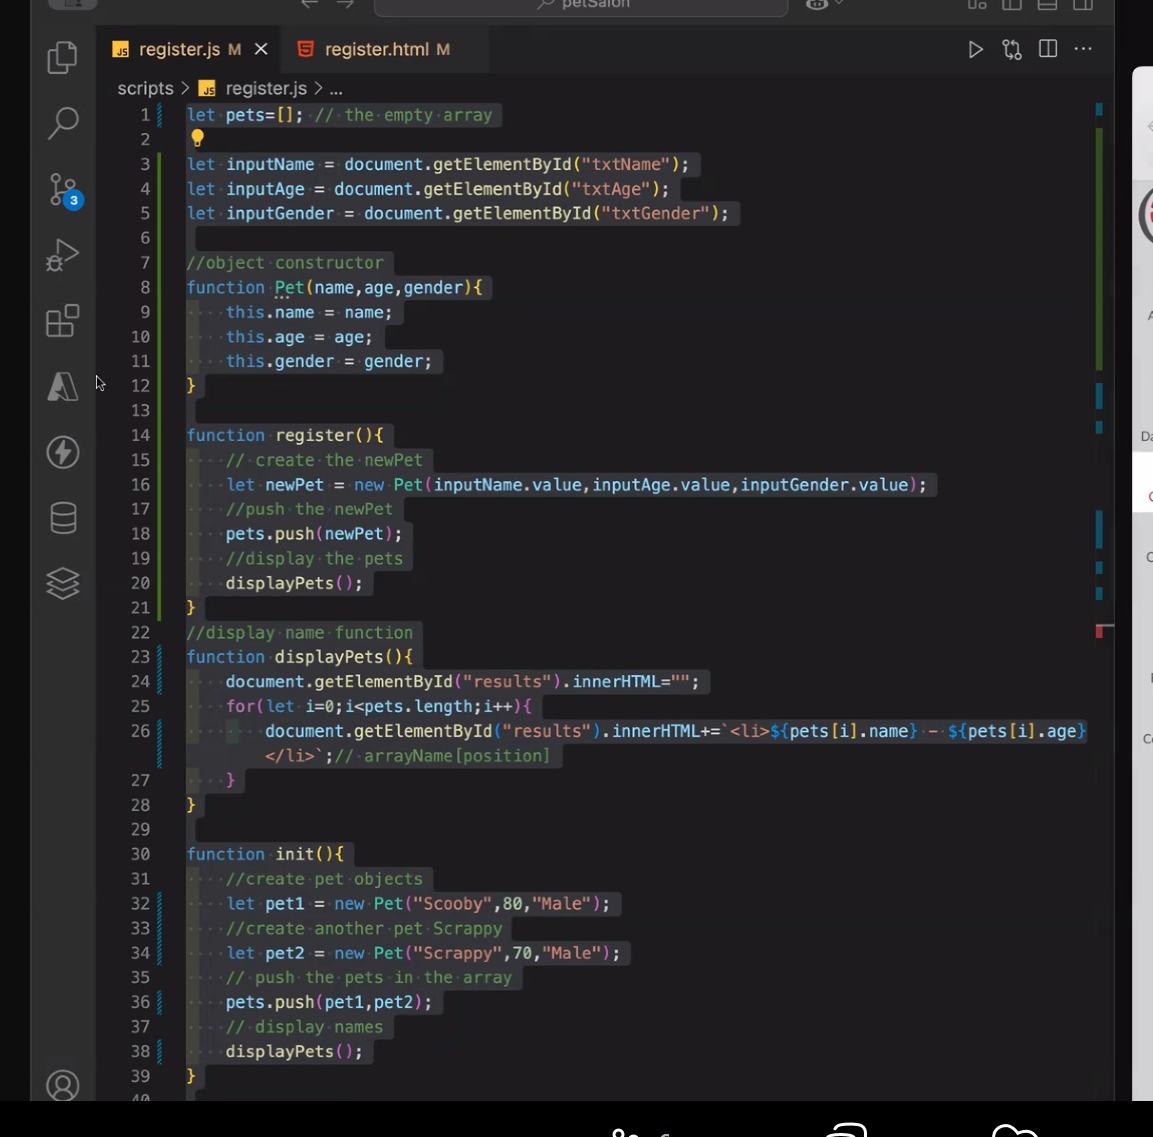 petSalon
JS register.js M
register.html M
scripts > JS register.js > ...
1 let pets=[]; // the empty array
2
3 let inputName = document.getElementById("txtName");
4 let inputAge = document.getElementById("txtAge");
5 let inputGender = document.getElementById("txtGender");
6
7 //object constructor
8 function Pet(name,age,gender){
9 this.name = name;
10 this.age = age;
11 this.gender = gender;
12 }
13
14 function register(){
15 // create the newPet
16 let newPet = new Pet(inputName.value,inputAge.value,inputGender.value);
17 //push the newPet
18 pets.push(newPet);
19 //display the pets
20 displayPets();
21 }
22 //display name function
23 function displayPets(){
24 document.getElementById("results").innerHTML="";
25 for(let i=0;i<pets.length;i++){
26 document.getElementById("results").innerHTML+=`<li>${pets[i].name} - ${pets[i].age}
</li>`;// arrayName[position]
27 }
28 }
29
30 function init(){
31 //create pet objects
32 let pet1 = new Pet("Scooby",80,"Male");
33 //create another pet Scrappy
34 let pet2 = new Pet("Scrappy",70,"Male");
35 // push the pets in the array
36 pets.push(pet1,pet2);
37 // display names
38 displayPets();
39 }
40
3